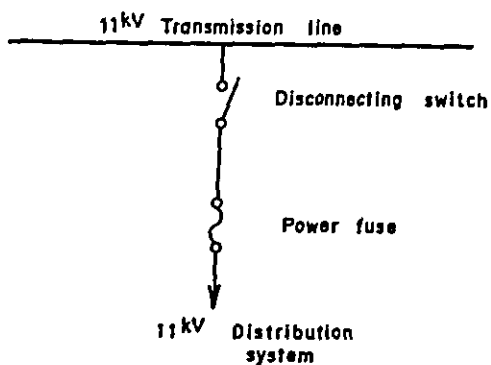 11kV Transmission line
Disconnecting switch
Power fuse
11kV Distribution
system